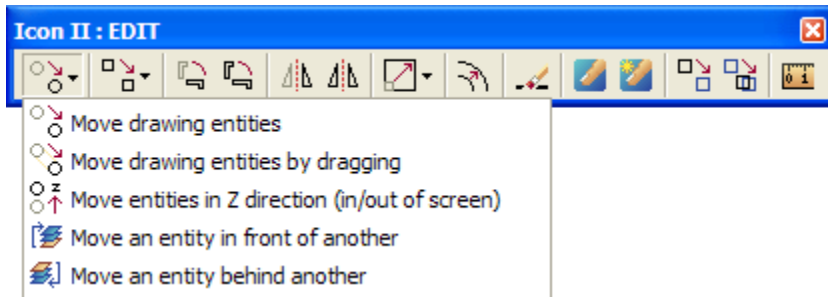 Icon II : EDIT
Move drawing entities
Move drawing entities by dragging
z Move entities in Z direction (in/out of screen)
Move an entity in front of another
Move an entity behind another